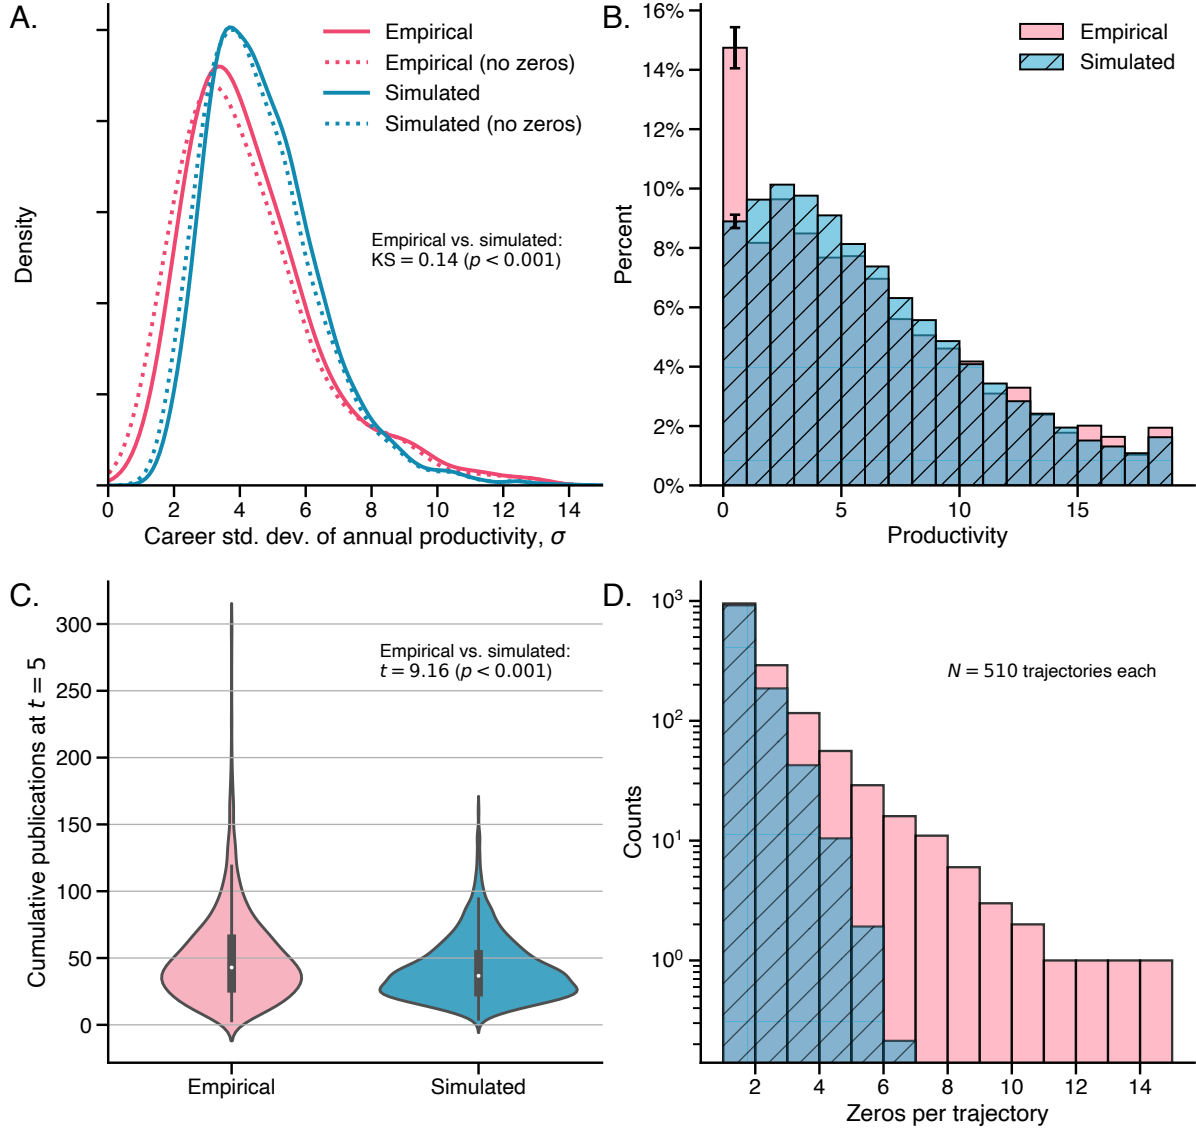 A.
Empirical
Empirical (no zeros)
Simulated
Simulated (no zeros)
Empirical vs. simulated:
KS = 0.14 (p < 0.001)
Density
0 2 4 6 8 10 12 14
Career std. dev. of annual productivity, σ
B.
16%
14%
12%
10%
8%
6%
4%
2%
0%
Percent
Empirical
Simulated
0 5 10 15
Productivity
C.
300
250
200
150
100
50
0
Cumulative publications at t = 5
Empirical vs. simulated:
t = 9.16 (p < 0.001)
Empirical Simulated
D.
10³
10²
10¹
10⁰
Counts
N = 510 trajectories each
2 4 6 8 10 12 14
Zeros per trajectory